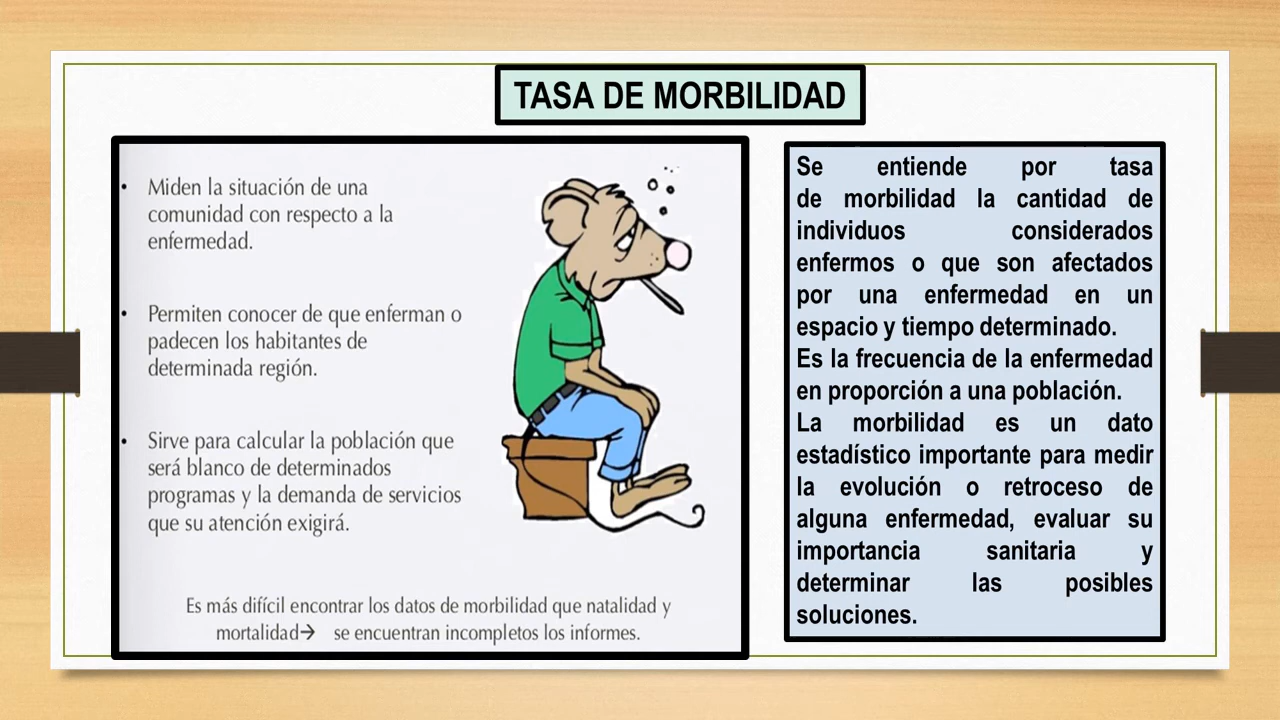 TASA DE MORBILIDAD
• Miden la situación de una
comunidad con respecto a la
enfermedad.
• Permiten conocer de que enferman o
padecen los habitantes de
determinada región.
• Sirve para calcular la población que
será blanco de determinados
programas y la demanda de servicios
que su atención exigirá.
Es más difícil encontrar los datos de morbilidad que natalidad y
mortalidad→ se encuentran incompletos los informes.
Se entiende por tasa
de morbilidad la cantidad de
individuos considerados
enfermos o que son afectados
por una enfermedad en un
espacio y tiempo determinado.
Es la frecuencia de la enfermedad
en proporción a una población.
La morbilidad es un dato
estadístico importante para medir
la evolución o retroceso de
alguna enfermedad, evaluar su
importancia sanitaria y
determinar las posibles
soluciones.